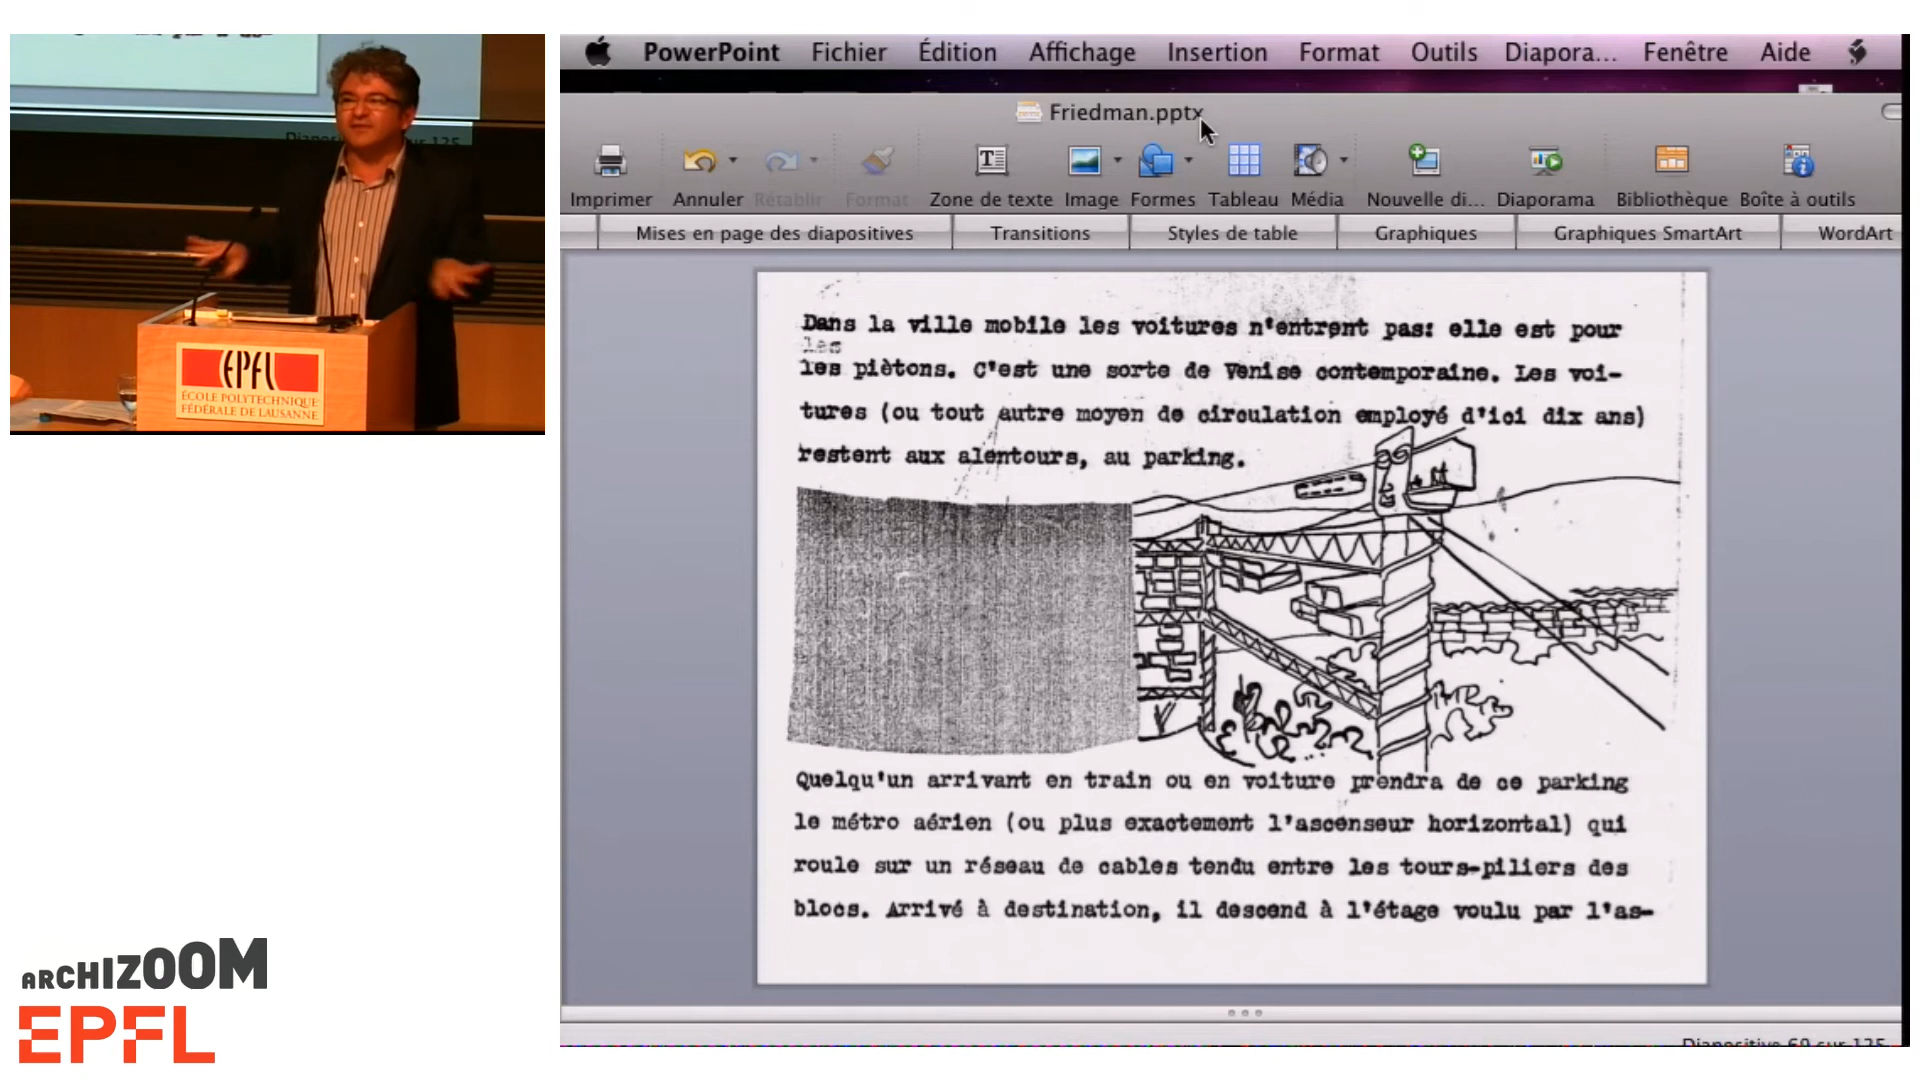 PowerPoint Fichier Édition Affichage Insertion Format Outils Diapora... Fenêtre Aide
Friedman.pptx
Imprimer Annuler Rétablir Format Zone de texte Image Formes Tableau Média Nouvelle di... Diaporama Bibliothèque Boîte à outils
Mises en page des diapositives Transitions Styles de table Graphiques Graphiques SmartArt WordArt
Dans la ville mobile les voitures n'entrent pas: elle est pour
les
les piètons. C'est une sorte de Venise contemporaine. Les voi-
tures (ou tout autre moyen de circulation employé d'ici dix ans)
restent aux alentours, au parking.
Quelqu'un arrivant en train ou en voiture prendra de ce parking
le métro aérien (ou plus exactement l'ascenseur horizontal) qui
roule sur un réseau de cables tendu entre les tours-piliers des
blocs. Arrivé à destination, il descend à l'étage voulu par l'as-
Diapositive 69 sur 125
EPFL
ÉCOLE POLYTECHNIQUE
FÉDÉRALE DE LAUSANNE
ARCHIZOOM
EPFL